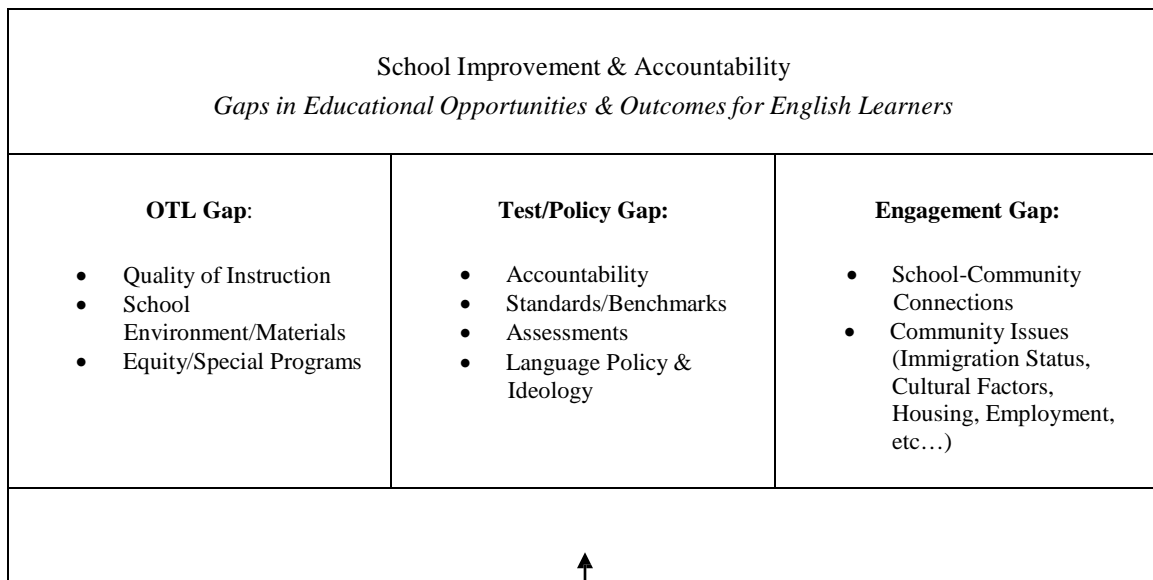 School Improvement & Accountability
Gaps in Educational Opportunities & Outcomes for English Learners
OTL Gap:
• Quality of Instruction
• School
Environment/Materials
• Equity/Special Programs
Test/Policy Gap:
• Accountability
• Standards/Benchmarks
• Assessments
• Language Policy &
Ideology
Engagement Gap:
• School-Community
Connections
• Community Issues
(Immigration Status,
Cultural Factors,
Housing, Employment,
etc…)